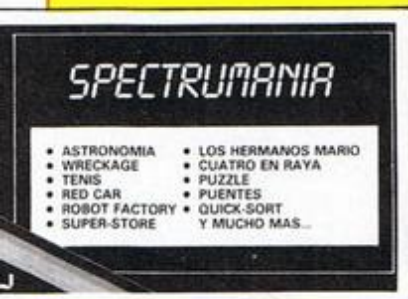 SPECTRUMANIA
• ASTRONOMIA
• WRECKAGE
• TENIS
• RED CAR
• ROBOT FACTORY
• SUPER-STORE
• LOS HERMANOS MARIO
• CUATRO EN RAYA
• PUZZLE
• PUENTES
• QUICK-SORT
Y MUCHO MAS...